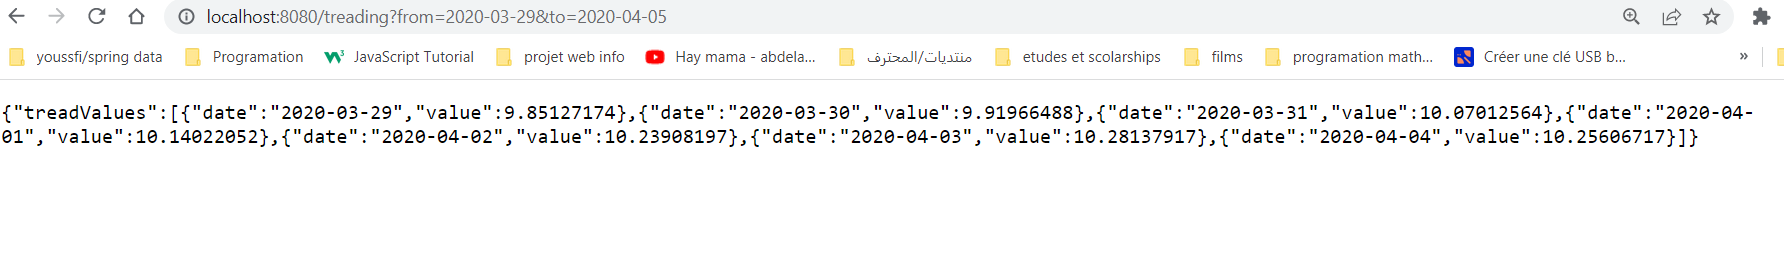 localhost:8080/treading?from=2020-03-29&to=2020-04-05
youssfi/spring data Programation JavaScript Tutorial projet web info Hay mama - abdela... منتديات/المحترف etudes et scolarships films programation math... Créer une clé USB b... »
{"treadValues":[{"date":"2020-03-29","value":9.85127174},{"date":"2020-03-30","value":9.91966488},{"date":"2020-03-31","value":10.07012564},{"date":"2020-04-
01","value":10.14022052},{"date":"2020-04-02","value":10.23908197},{"date":"2020-04-03","value":10.28137917},{"date":"2020-04-04","value":10.25606717}]}